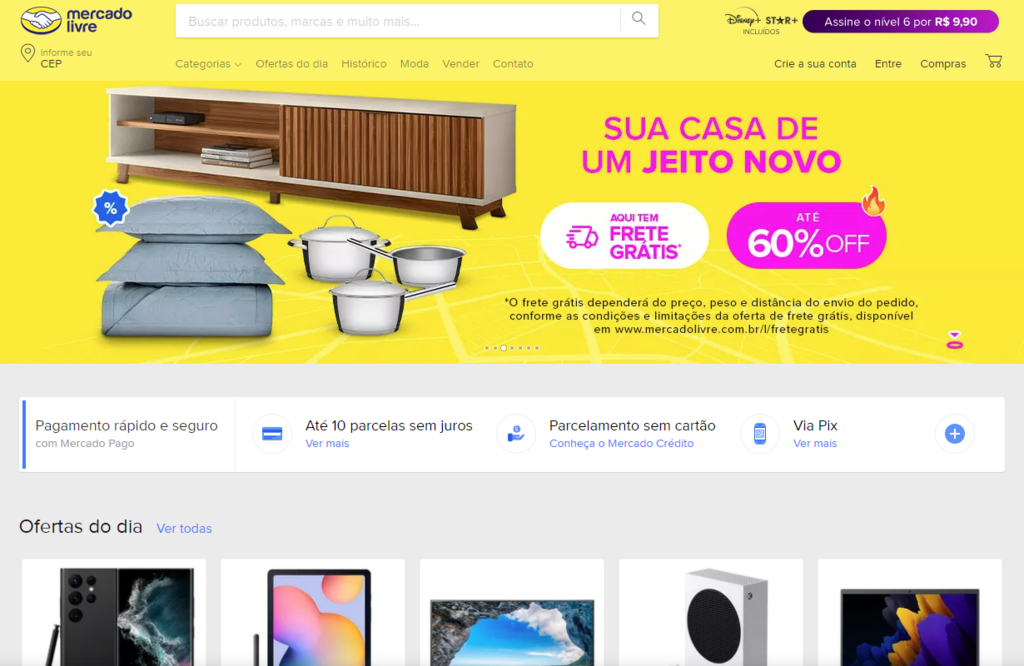 mercado
livre
Buscar produtos, marcas e muito mais...
Disney+ STAR+
INCLUÍDOS
Assine o nível 6 por R$ 9,90
Informe seu
CEP
Categorias
Ofertas do dia
Histórico
Moda
Vender
Contato
Crie a sua conta
Entre
Compras
SUA CASA DE
UM JEITO NOVO
%
AQUI TEM
FRETE
GRÁTIS*
ATÉ
60% OFF
*O frete grátis dependerá do preço, peso e distância do envio do pedido,
conforme as condições e limitações da oferta de frete grátis, disponível
em www.mercadolivre.com.br/l/fretegratis
Pagamento rápido e seguro
com Mercado Pago
Até 10 parcelas sem juros
Ver mais
Parcelamento sem cartão
Conheça o Mercado Crédito
Via Pix
Ver mais
Ofertas do dia
Ver todas